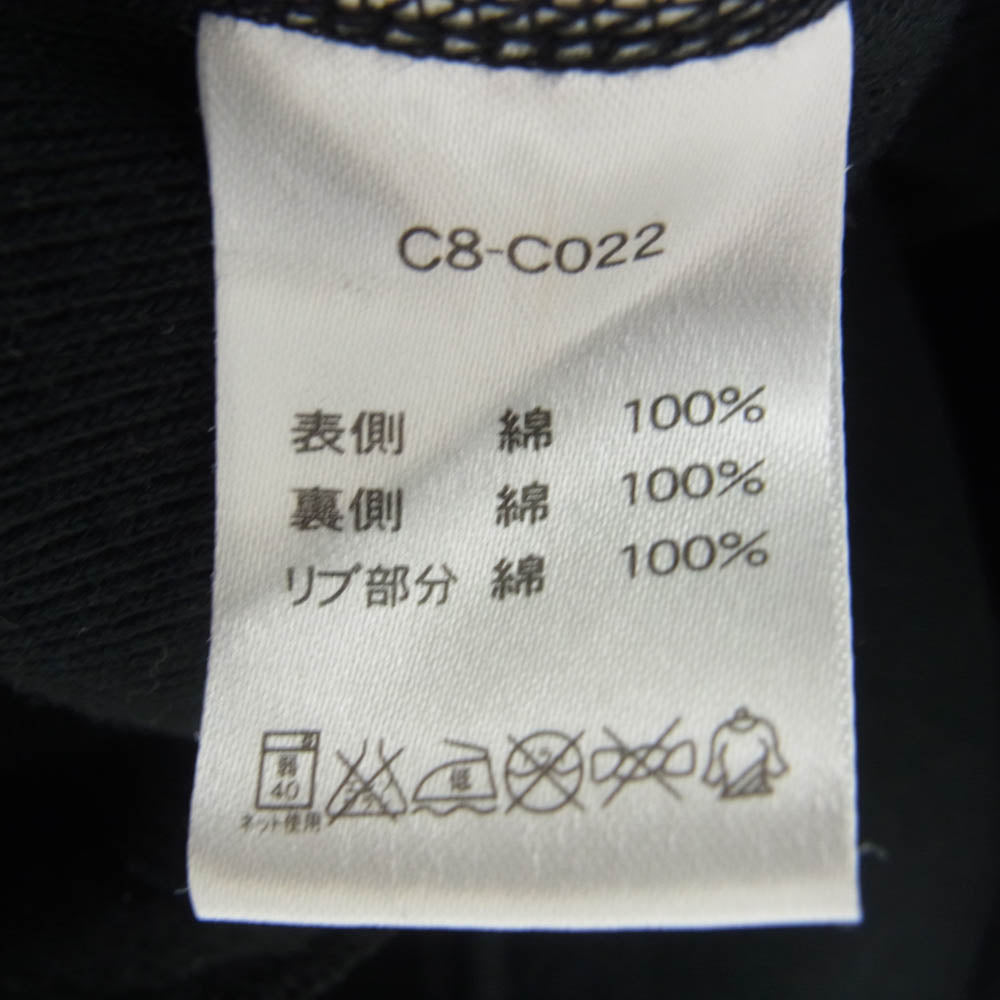 C8-C022
表側 綿 100%
裏側 綿 100%
リブ部分 綿 100%
弱
40
低
ネット使用